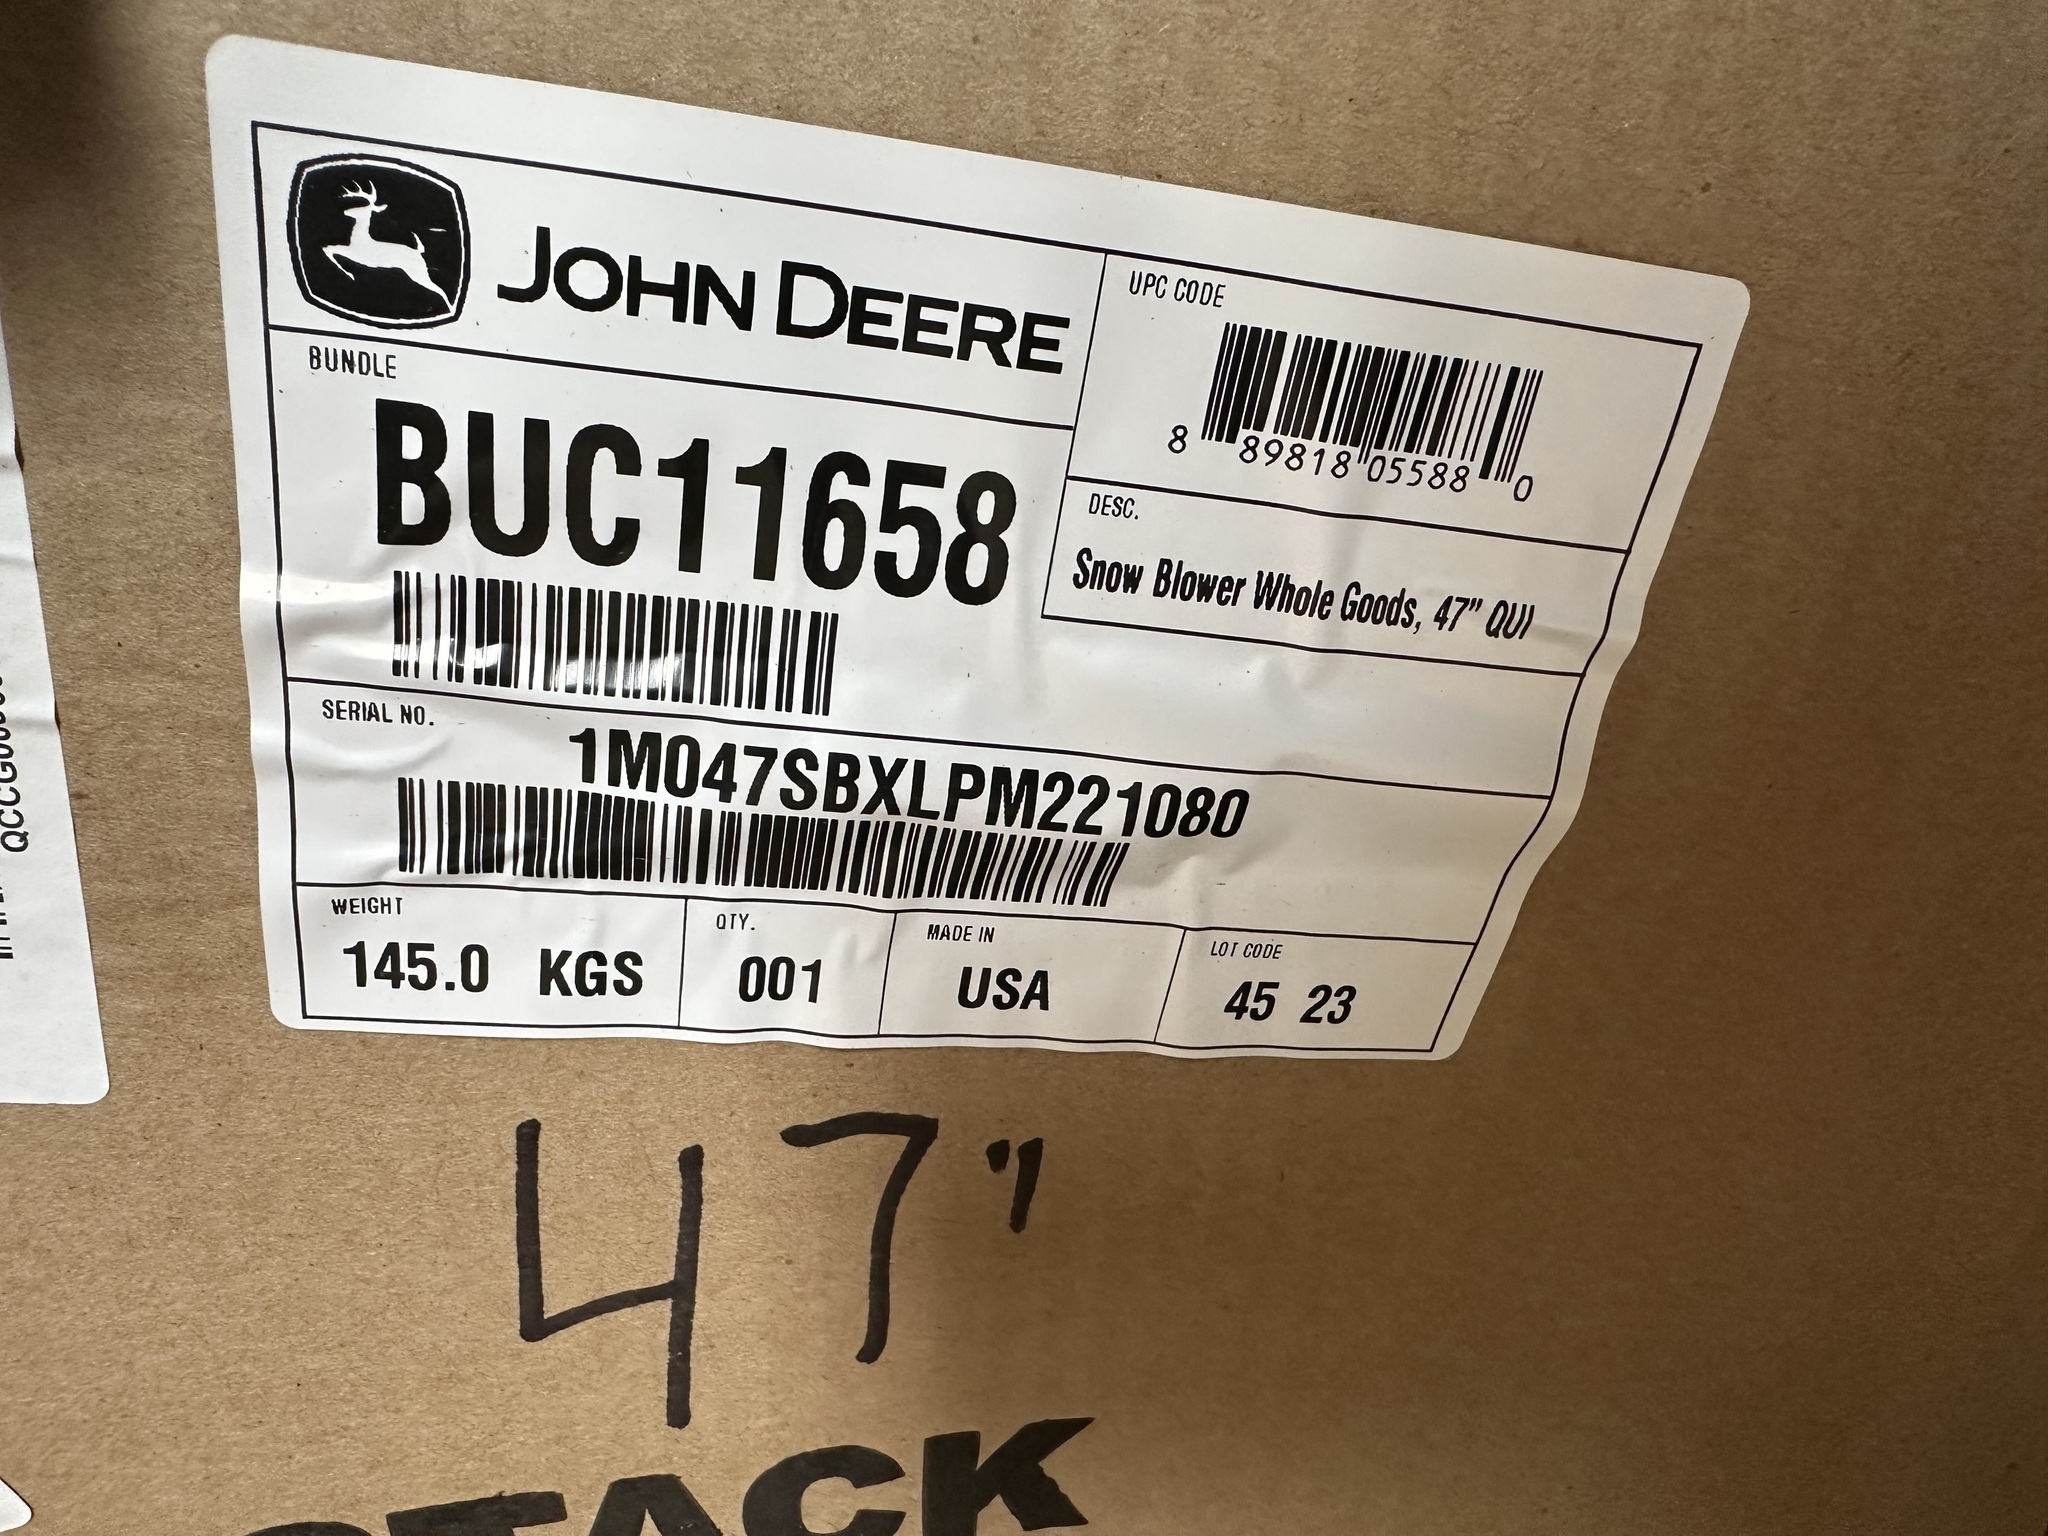 JOHN DEERE
UPC CODE
8 89818 05588 0
BUNDLE
BUC11658
DESC.
Snow Blower Whole Goods, 47" QUI
SERIAL NO.
1M047SBXLPM221080
WEIGHT
145.0 KGS
QTY.
001
MADE IN
USA
LOT CODE
45 23
47"
STACK